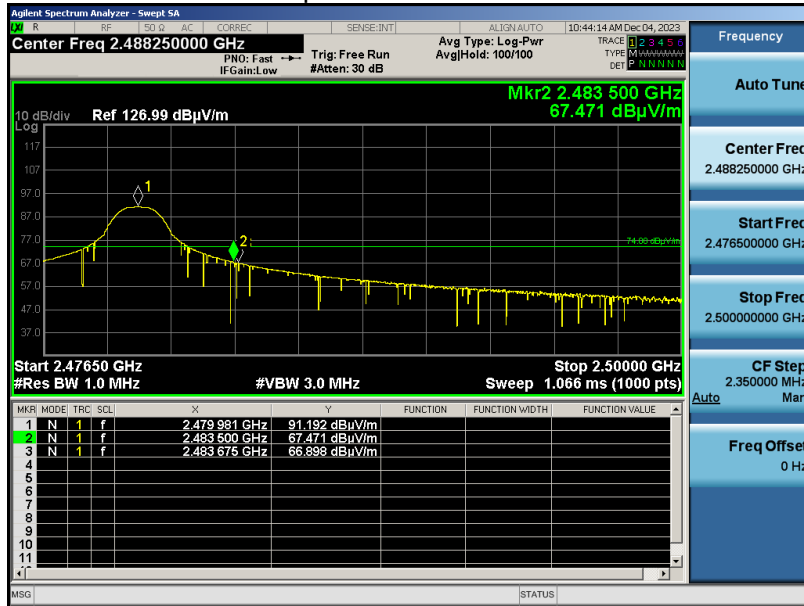 Agilent Spectrum Analyzer - Swept SA
LXI R RF 50 Ω AC CORREC SENSE:INT ALIGN AUTO 10:44:14 AM Dec 04, 2023
Center Freq 2.488250000 GHz
PNO: Fast
IFGain:Low
Trig: Free Run
#Atten: 30 dB
Avg Type: Log-Pwr
Avg|Hold: 100/100
TRACE 1 2 3 4 5 6
TYPE M
DET P N N N N N
Mkr2 2.483 500 GHz
67.471 dBµV/m
10 dB/div Ref 126.99 dBµV/m
Log
117
107
97.0
87.0
77.0
67.0
57.0
47.0
37.0
1
2
74.00 dBµV/m
Start 2.47650 GHz Stop 2.50000 GHz
#Res BW 1.0 MHz #VBW 3.0 MHz Sweep 1.066 ms (1000 pts)
MKR MODE TRC SCL X Y FUNCTION FUNCTION WIDTH FUNCTION VALUE
1 N 1 f 2.479 981 GHz 91.192 dBµV/m
2 N 1 f 2.483 500 GHz 67.471 dBµV/m
3 N 1 f 2.483 675 GHz 66.898 dBµV/m
4
5
6
7
8
9
10
11
MSG STATUS
Frequency
Auto Tune
Center Freq
2.488250000 GHz
Start Freq
2.476500000 GHz
Stop Freq
2.500000000 GHz
CF Step
2.350000 MHz
Auto Man
Freq Offset
0 Hz